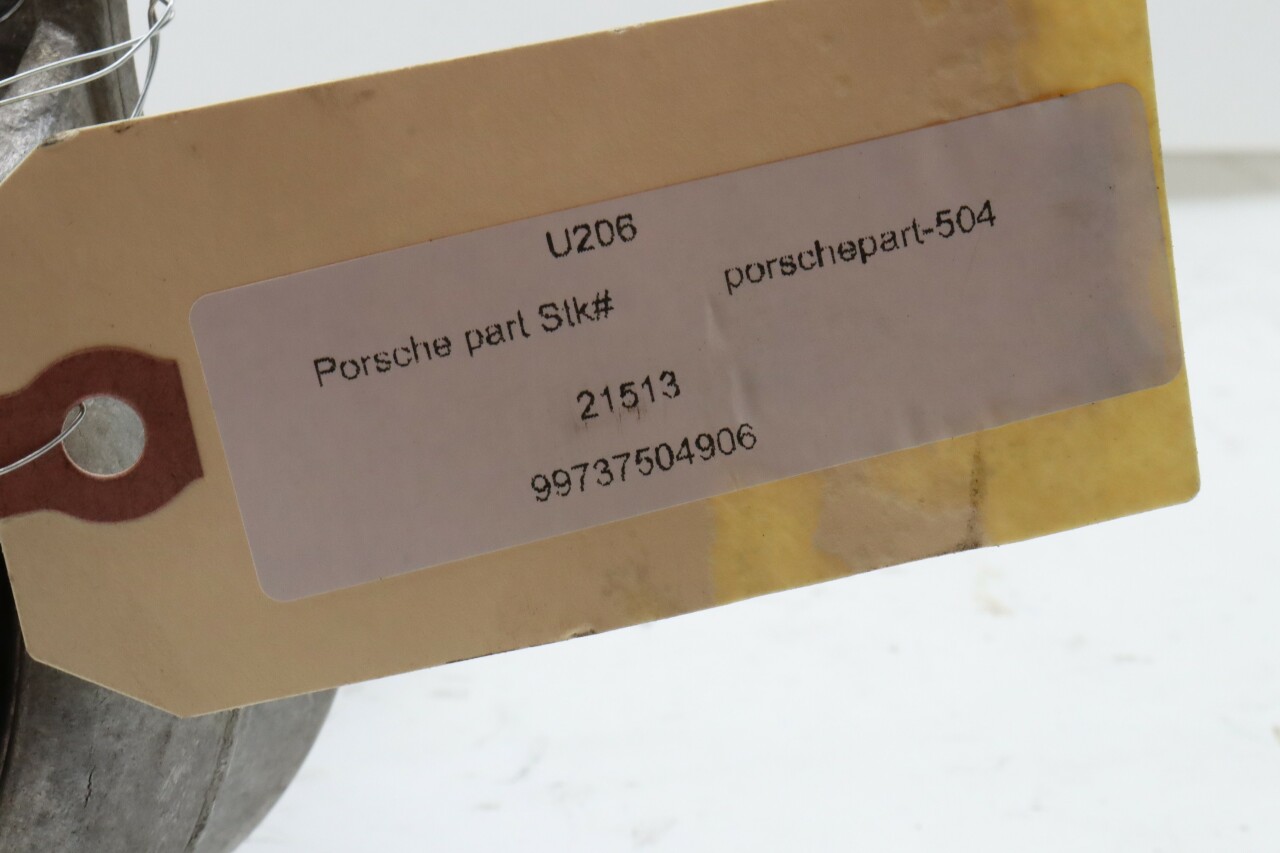 U206
Porsche part Stk# porschepart-504
21513
99737504906